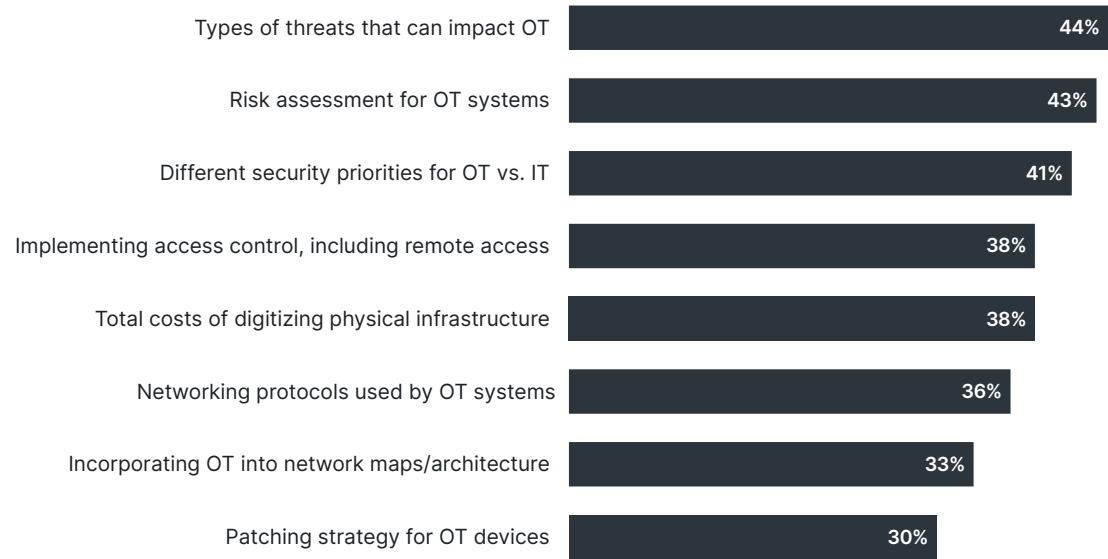 Types of threats that can impact OT 44%
Risk assessment for OT systems 43%
Different security priorities for OT vs. IT 41%
Implementing access control, including remote access 38%
Total costs of digitizing physical infrastructure 38%
Networking protocols used by OT systems 36%
Incorporating OT into network maps/architecture 33%
Patching strategy for OT devices 30%